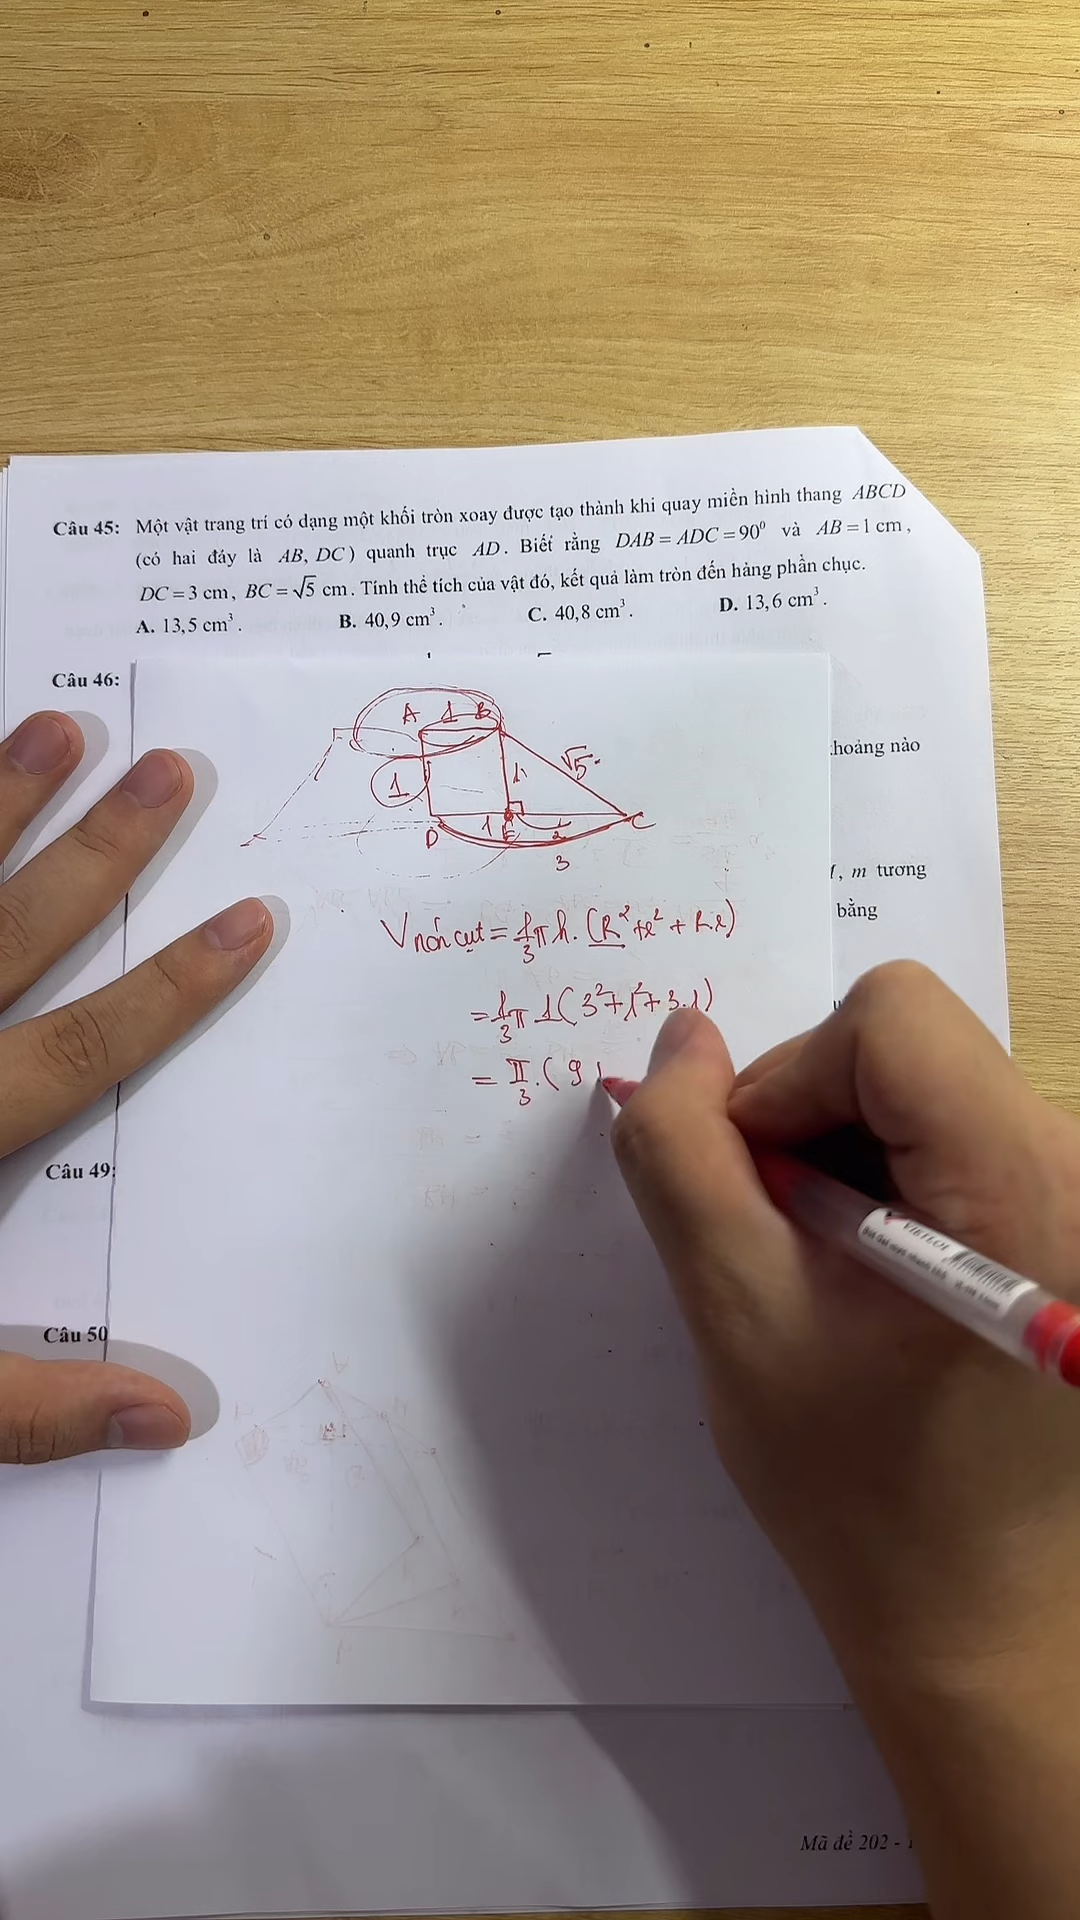 Câu 45: Một vật trang trí có dạng một khối tròn xoay được tạo thành khi quay miền hình thang ABCD
(có hai đáy là AB, DC) quanh trục AD. Biết rằng DAB = ADC = 90⁰ và AB = 1 cm,
DC = 3 cm, BC = √5 cm. Tính thể tích của vật đó, kết quả làm tròn đến hàng phần chục.
A. 13,5 cm³. B. 40,9 cm³. C. 40,8 cm³. D. 13,6 cm³.
Câu 46:
A 1 B
√5
khoảng nào
1 1
D 1 E 2 C
3
, m tương
bằng
V nón cụt = 1/3 π h. (R² + r² + R.r)
= 1/3 π 1 (3² + 1² + 3.1)
= π/3 . (9
Câu 49:
Câu 50
VIETLOI
Mã đề 202 -